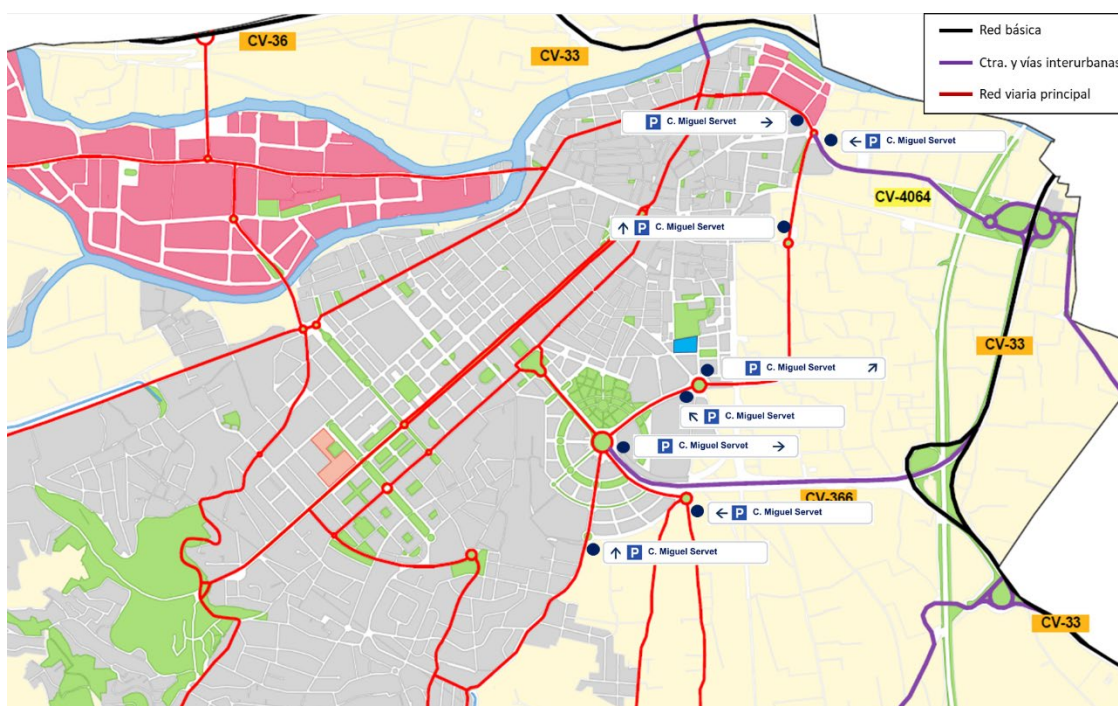 CV-36
CV-33
Red básica
Ctra. y vías interurbanas
Red viaria principal
P C. Miguel Servet →
← P C. Miguel Servet
CV-4064
↑ P C. Miguel Servet
CV-33
P C. Miguel Servet ↗
↖ P C. Miguel Servet
P C. Miguel Servet →
CV-366
← P C. Miguel Servet
↑ P C. Miguel Servet
CV-33